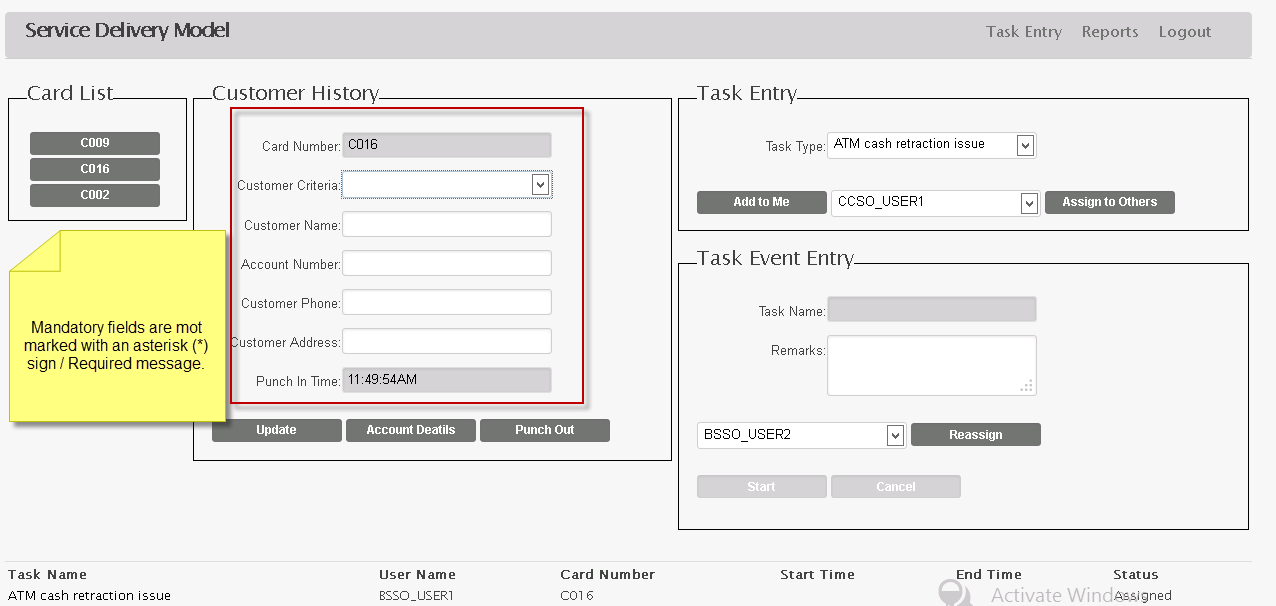 Service Delivery Model
Task Entry Reports Logout
Card List
C009
C016
C002
Mandatory fields are mot
marked with an asterisk (*)
sign / Required message.
Customer History
Card Number: C016
Customer Criteria:
Customer Name:
Account Number:
Customer Phone:
Customer Address:
Punch In Time: 11:49:54AM
Update Account Deatils Punch Out
Task Entry
Task Type: ATM cash retraction issue
Add to Me CCSO_USER1 Assign to Others
Task Event Entry
Task Name:
Remarks:
BSSO_USER2 Reassign
Start Cancel
Task Name User Name Card Number Start Time End Time Status
ATM cash retraction issue BSSO_USER1 C016 Assigned
Activate Windows